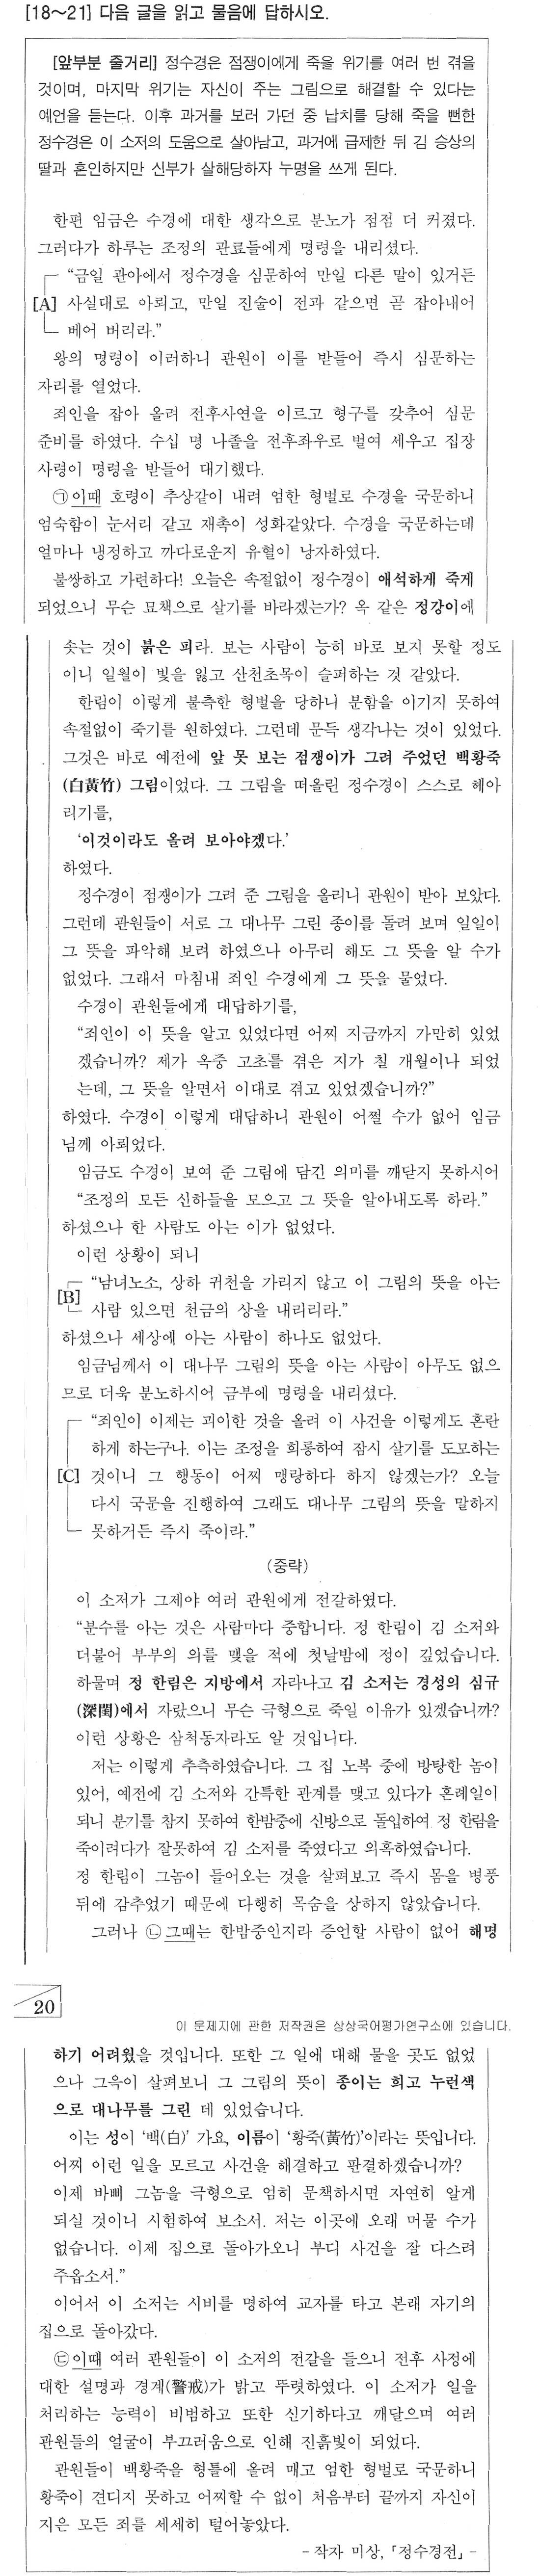 [18～21] 다음 글을 읽고 물음에 답하시오.
[앞부분 줄거리] 정수경은 점쟁이에게 죽을 위기를 여러 번 겪을
것이며, 마지막 위기는 자신이 주는 그림으로 해결할 수 있다는
예언을 듣는다. 이후 과거를 보러 가던 중 납치를 당해 죽을 뻔한
정수경은 이 소저의 도움으로 살아남고, 과거에 급제한 뒤 김 승상의
딸과 혼인하지만 신부가 살해당하자 누명을 쓰게 된다.
한편 임금은 수경에 대한 생각으로 분노가 점점 더 커졌다.
그러다가 하루는 조정의 관료들에게 명령을 내리셨다.
“금일 관아에서 정수경을 심문하여 만일 다른 말이 있거든
[A] 사실대로 아뢰고, 만일 진술이 전과 같으면 곧 잡아내어
베어 버리라.”
왕의 명령이 이러하니 관원이 이를 받들어 즉시 심문하는
자리를 열었다.
죄인을 잡아 올려 전후사연을 이르고 형구를 갖추어 심문
준비를 하였다. 수십 명 나졸을 전후좌우로 벌여 세우고 집장
사령이 명령을 받들어 대기했다.
㉠이때 호령이 추상같이 내려 엄한 형벌로 수경을 국문하니
엄숙함이 눈서리 같고 재촉이 성화같았다. 수경을 국문하는데
얼마나 냉정하고 까다로운지 유혈이 낭자하였다.
불쌍하고 가련하다! 오늘은 속절없이 정수경이 애석하게 죽게
되었으니 무슨 묘책으로 살기를 바라겠는가? 옥 같은 정강이에
솟는 것이 붉은 피라. 보는 사람이 능히 바로 보지 못할 정도
이니 일월이 빛을 잃고 산천초목이 슬퍼하는 것 같았다.
한림이 이렇게 불측한 형벌을 당하니 분함을 이기지 못하여
속절없이 죽기를 원하였다. 그런데 문득 생각나는 것이 있었다.
그것은 바로 예전에 앞 못 보는 점쟁이가 그려 주었던 백황죽
(白黃竹) 그림이었다. 그 그림을 떠올린 정수경이 스스로 헤아
리기를,
‘이것이라도 올려 보아야겠다.’
하였다.
정수경이 점쟁이가 그려 준 그림을 올리니 관원이 받아 보았다.
그런데 관원들이 서로 그 대나무 그린 종이를 돌려 보며 일일이
그 뜻을 파악해 보려 하였으나 아무리 해도 그 뜻을 알 수가
없었다. 그래서 마침내 죄인 수경에게 그 뜻을 물었다.
수경이 관원들에게 대답하기를,
“죄인이 이 뜻을 알고 있었다면 어찌 지금까지 가만히 있었
겠습니까? 제가 옥중 고초를 겪은 지가 칠 개월이나 되었
는데, 그 뜻을 알면서 이대로 겪고 있었겠습니까?”
하였다. 수경이 이렇게 대답하니 관원이 어쩔 수가 없어 임금
님께 아뢰었다.
임금도 수경이 보여 준 그림에 담긴 의미를 깨닫지 못하시어
“조정의 모든 신하들을 모으고 그 뜻을 알아내도록 하라.”
하셨으나 한 사람도 아는 이가 없었다.
이런 상황이 되니
[B] “남녀노소, 상하 귀천을 가리지 않고 이 그림의 뜻을 아는
사람 있으면 천금의 상을 내리리라.”
하셨으나 세상에 아는 사람이 하나도 없었다.
임금님께서 이 대나무 그림의 뜻을 아는 사람이 아무도 없으
므로 더욱 분노하시어 금부에 명령을 내리셨다.
“죄인이 이제는 괴이한 것을 올려 이 사건을 이렇게도 혼란
하게 하는구나. 이는 조정을 희롱하여 잠시 살기를 도모하는
[C] 것이니 그 행동이 어찌 맹랑하다 하지 않겠는가? 오늘
다시 국문을 진행하여 그래도 대나무 그림의 뜻을 말하지
못하거든 즉시 죽이라.”
(중략)
이 소저가 그제야 여러 관원에게 전갈하였다.
“분수를 아는 것은 사람마다 중합니다. 정 한림이 김 소저와
더불어 부부의 의를 맺을 적에 첫날밤에 정이 깊었습니다.
하물며 정 한림은 지방에서 자라나고 김 소저는 경성의 심규
(深閨)에서 자랐으니 무슨 극형으로 죽일 이유가 있겠습니까?
이런 상황은 삼척동자라도 알 것입니다.
저는 이렇게 추측하였습니다. 그 집 노복 중에 방탕한 놈이
있어, 예전에 김 소저와 간특한 관계를 맺고 있다가 혼례일이
되니 분기를 참지 못하여 한밤중에 신방으로 돌입하여 정 한림을
죽이려다가 잘못하여 김 소저를 죽였다고 의혹하였습니다.
정 한림이 그놈이 들어오는 것을 살펴보고 즉시 몸을 병풍
뒤에 감추었기 때문에 다행히 목숨을 상하지 않았습니다.
그러나 ㉡그때는 한밤중인지라 증언할 사람이 없어 해명
20
이 문제지에 관한 저작권은 상상국어평가연구소에 있습니다.
하기 어려웠을 것입니다. 또한 그 일에 대해 물을 곳도 없었
으나 그윽이 살펴보니 그 그림의 뜻이 종이는 희고 누런색
으로 대나무를 그린 데 있었습니다.
이는 성이 ‘백(白)’ 가요, 이름이 ‘황죽(黃竹)’이라는 뜻입니다.
어찌 이런 일을 모르고 사건을 해결하고 판결하겠습니까?
이제 바삐 그놈을 극형으로 엄히 문책하시면 자연히 알게
되실 것이니 시험하여 보소서. 저는 이곳에 오래 머물 수가
없습니다. 이제 집으로 돌아가오니 부디 사건을 잘 다스려
주옵소서.”
이어서 이 소저는 시비를 명하여 교자를 타고 본래 자기의
집으로 돌아갔다.
㉢이때 여러 관원들이 이 소저의 전갈을 들으니 전후 사정에
대한 설명과 경계(警戒)가 밝고 뚜렷하였다. 이 소저가 일을
처리하는 능력이 비범하고 또한 신기하다고 깨달으며 여러
관원들의 얼굴이 부끄러움으로 인해 진흙빛이 되었다.
관원들이 백황죽을 형틀에 올려 매고 엄한 형벌로 국문하니
황죽이 견디지 못하고 어찌할 수 없이 처음부터 끝까지 자신이
지은 모든 죄를 세세히 털어놓았다.
- 작자 미상, 「정수경전」 -